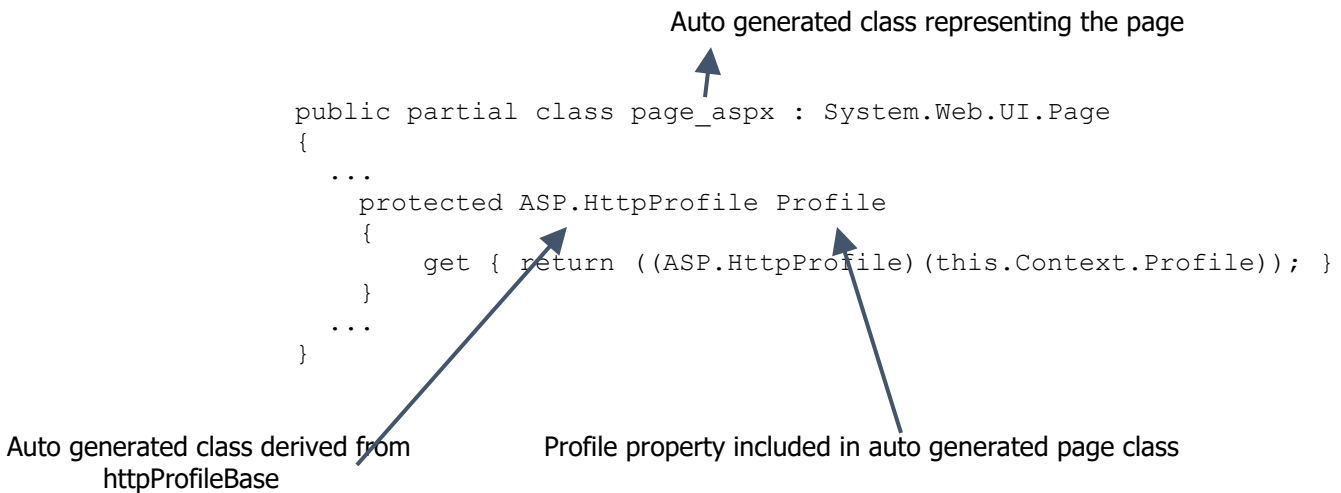 Auto generated class representing the page
public partial class page_aspx : System.Web.UI.Page
{
...
protected ASP.HttpProfile Profile
{
get { return ((ASP.HttpProfile)(this.Context.Profile)); }
}
...
}
Auto generated class derived from
httpProfileBase
Profile property included in auto generated page class